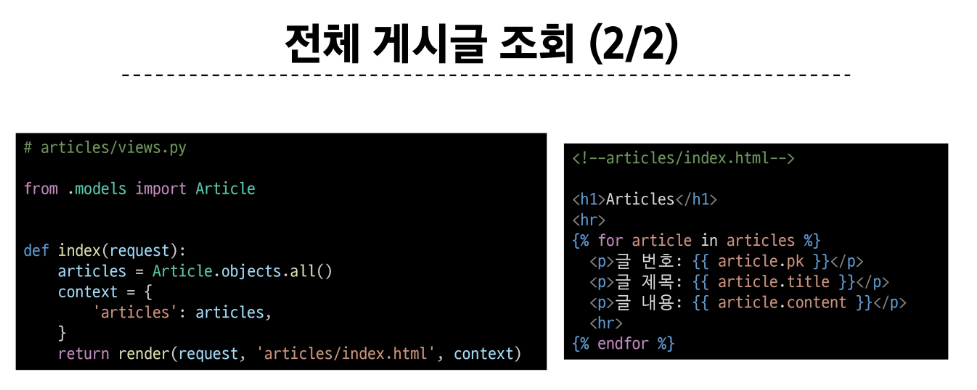 전체 게시글 조회 (2/2)
# articles/views.py
from .models import Article
def index(request):
    articles = Article.objects.all()
    context = {
        'articles': articles,
    }
    return render(request, 'articles/index.html', context)
<!--articles/index.html-->
<h1>Articles</h1>
<hr>
{% for article in articles %}
  <p>글 번호: {{ article.pk }}</p>
  <p>글 제목: {{ article.title }}</p>
  <p>글 내용: {{ article.content }}</p>
  <hr>
{% endfor %}